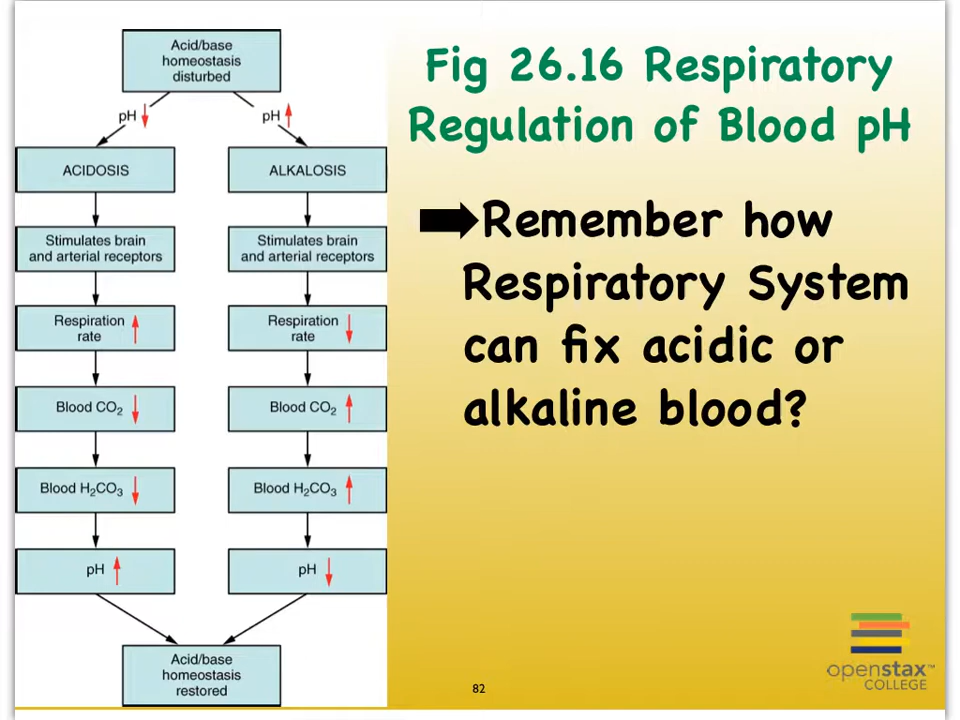 Acid/base
homeostasis
disturbed
pH ↓
pH ↑
ACIDOSIS
ALKALOSIS
Stimulates brain
and arterial receptors
Stimulates brain
and arterial receptors
Respiration
rate ↑
Respiration
rate ↓
Blood CO₂ ↓
Blood CO₂ ↑
Blood H₂CO₃ ↓
Blood H₂CO₃ ↑
pH ↑
pH ↓
Acid/base
homeostasis
restored
Fig 26.16 Respiratory
Regulation of Blood pH
➡Remember how
Respiratory System
can fix acidic or
alkaline blood?
82
openstax™
COLLEGE